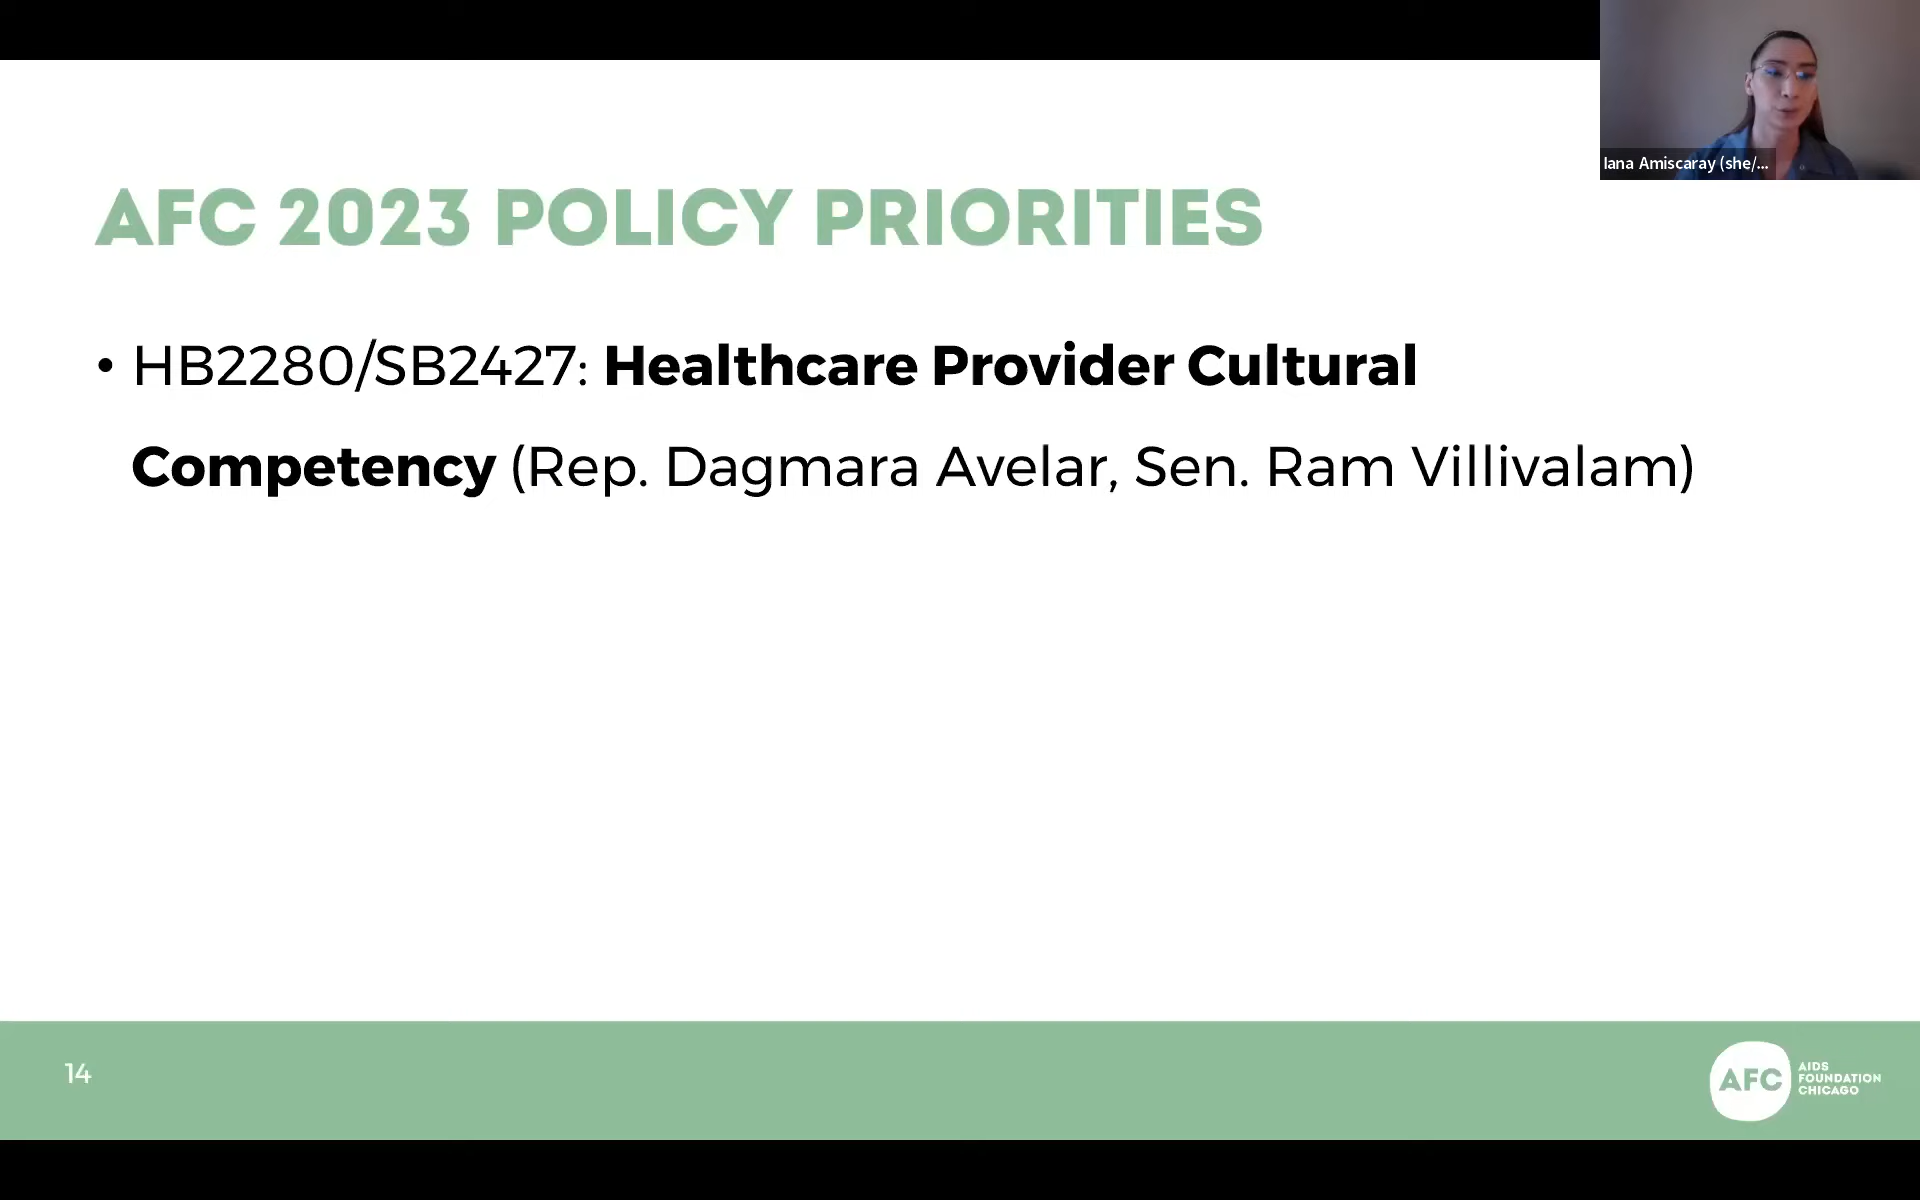 Iana Amiscaray (she/...
AFC 2023 POLICY PRIORITIES
• HB2280/SB2427: Healthcare Provider Cultural
Competency (Rep. Dagmara Avelar, Sen. Ram Villivalam)
14
AFC
AIDS
FOUNDATION
CHICAGO